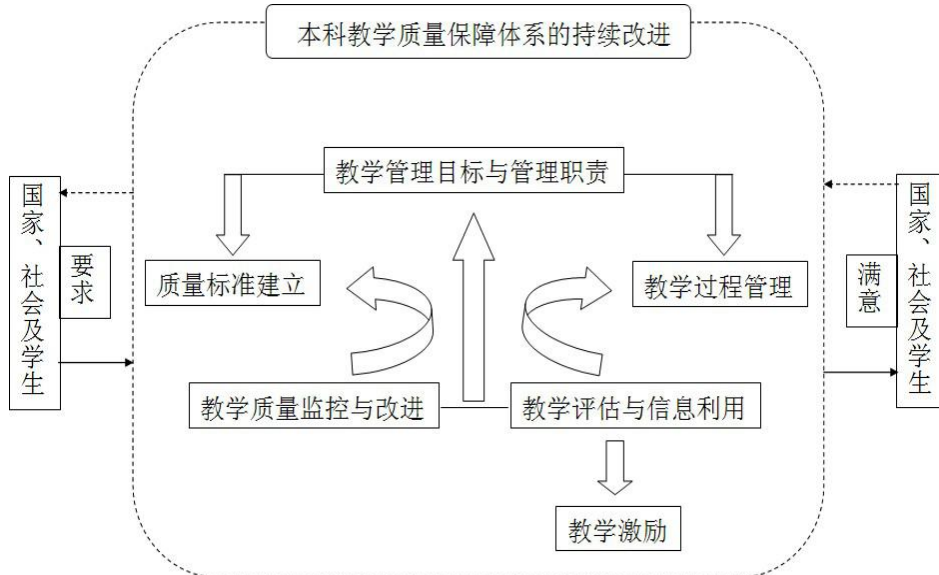 本科教学质量保障体系的持续改进
教学管理目标与管理职责
国家、社会及学生
要求
质量标准建立
教学过程管理
满意
国家、社会及学生
教学质量监控与改进
教学评估与信息利用
教学激励